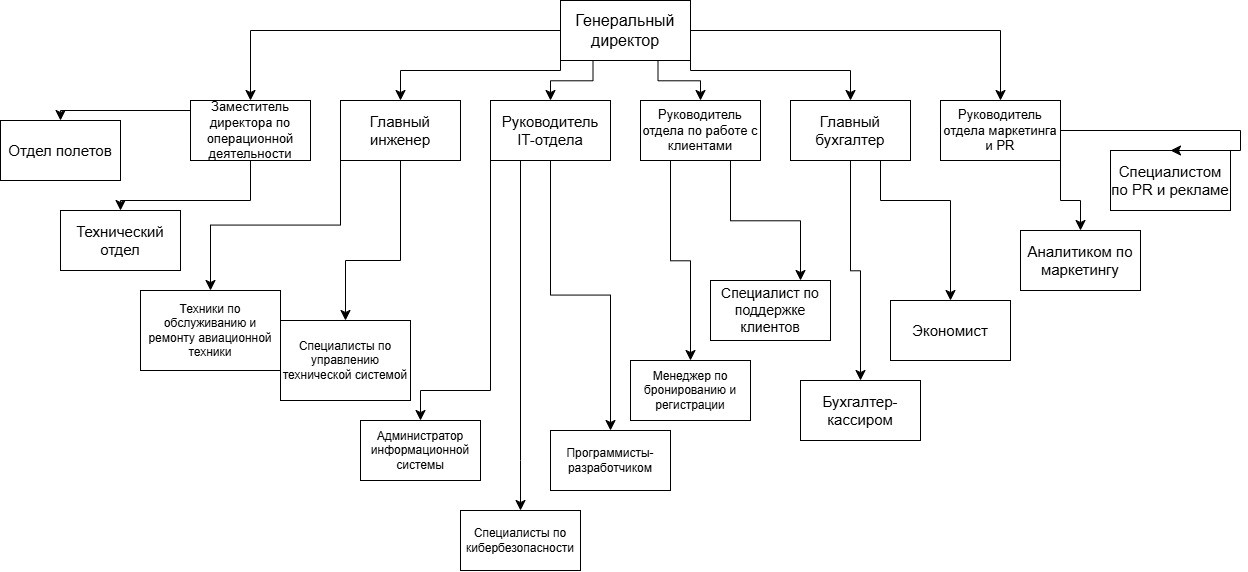 Генеральный
директор
Заместитель
директора по
операционной
деятельности
Главный
инженер
Руководитель
IT-отдела
Руководитель
отдела по работе с
клиентами
Главный
бухгалтер
Руководитель
отдела маркетинга
и PR
Отдел полетов
Специалистом
по PR и рекламе
Технический
отдел
Аналитиком по
маркетингу
Техники по
обслуживанию и
ремонту авиационной
техники
Специалисты по
управлению
технической системой
Специалист по
поддержке
клиентов
Экономист
Менеджер по
бронированию и
регистрации
Бухгалтер-
кассиром
Администратор
информационной
системы
Программисты-
разработчиком
Специалисты по
кибербезопасности